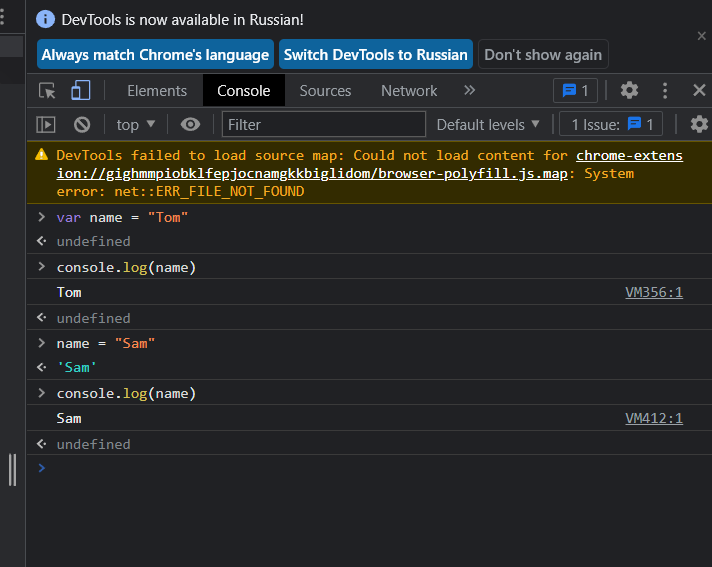 DevTools is now available in Russian!
Always match Chrome's language Switch DevTools to Russian Don't show again
Elements Console Sources Network 1
top Filter Default levels 1 Issue: 1
DevTools failed to load source map: Could not load content for chrome-extens
ion://gighmmpiobklfepjocnamgkkbiglidom/browser-polyfill.js.map: System
error: net::ERR_FILE_NOT_FOUND
var name = "Tom"
undefined
console.log(name)
Tom VM356:1
undefined
name = "Sam"
'Sam'
console.log(name)
Sam VM412:1
undefined